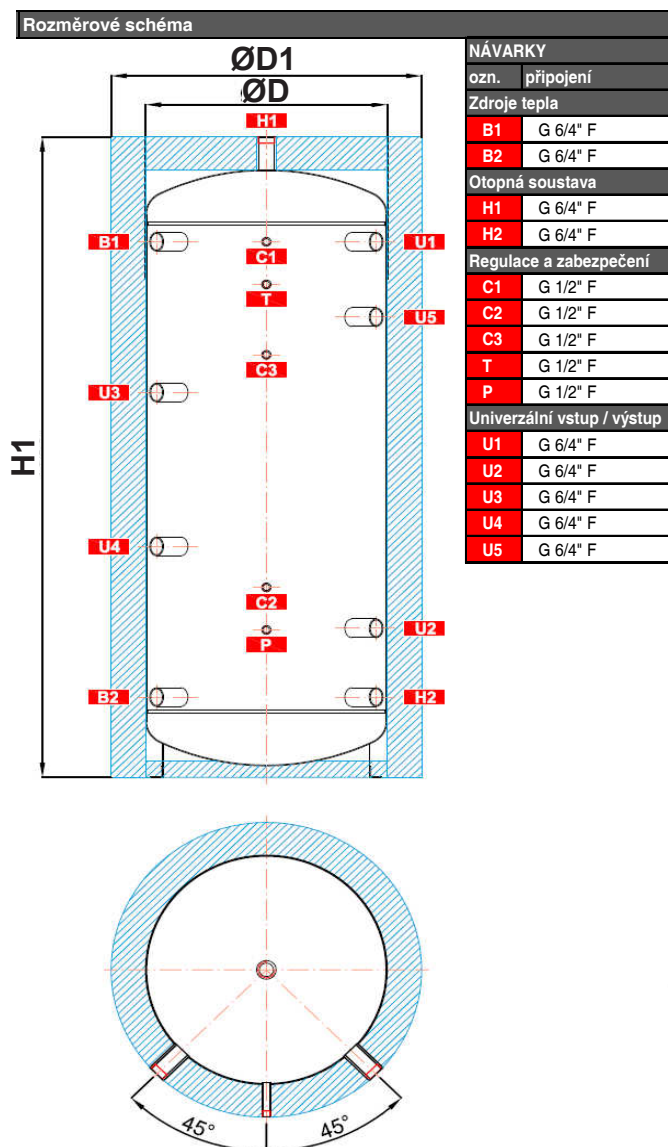 Rozměrové schéma
NÁVARKY
ozn. připojení
Zdroje tepla
B1 G 6/4" F
B2 G 6/4" F
Otopná soustava
H1 G 6/4" F
H2 G 6/4" F
Regulace a zabezpečení
C1 G 1/2" F
C2 G 1/2" F
C3 G 1/2" F
T G 1/2" F
P G 1/2" F
Univerzální vstup / výstup
U1 G 6/4" F
U2 G 6/4" F
U3 G 6/4" F
U4 G 6/4" F
U5 G 6/4" F
ØD1
ØD
H1
B1
C1
U1
T
U5
C3
U3
H1
U4
C2
U2
P
B2
H2
45°
45°